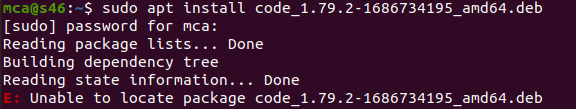 mca@s46:~$ sudo apt install code_1.79.2-1686734195_amd64.deb
[sudo] password for mca:
Reading package lists... Done
Building dependency tree
Reading state information... Done
E: Unable to locate package code_1.79.2-1686734195_amd64.deb